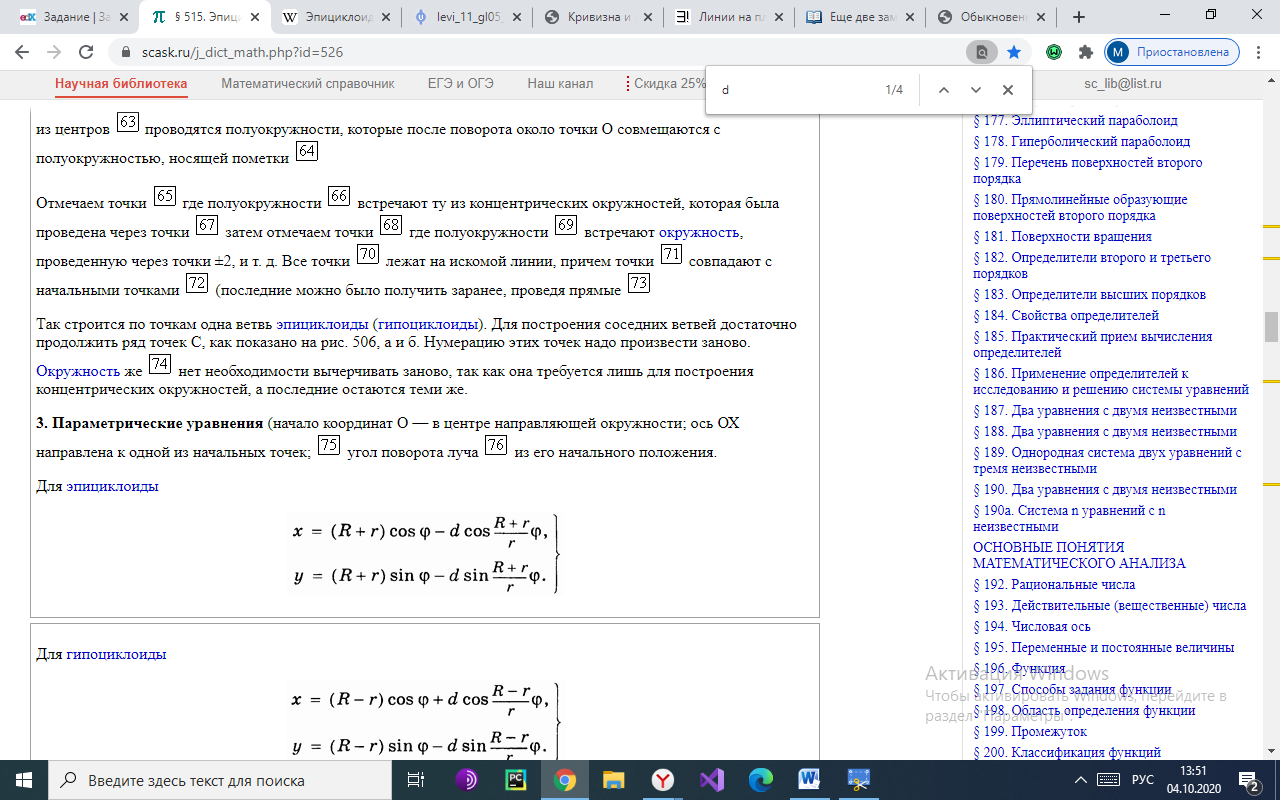 Задание | За
§ 515. Эпиц
Эпициклоид
levi_11_gl05_
Кривизна и
Линии на пл
Еще две зам
Обыкновенн
scask.ru/j_dict_math.php?id=526
М Приостановлена
Научная библиотека Математический справочник ЕГЭ и ОГЭ Наш канал Скидка 25% sc_lib@list.ru
d 1/4
из центров 63 проводятся полуокружности, которые после поворота около точки О совмещаются с
полуокружностью, носящей пометки 64
Отмечаем точки 65 где полуокружности 66 встречают ту из концентрических окружностей, которая была
проведена через точки 67 затем отмечаем точки 68 где полуокружности 69 встречают окружность,
проведенную через точки ±2, и т. д. Все точки 70 лежат на искомой линии, причем точки 71 совпадают с
начальными точками 72 (последние можно было получить заранее, проведя прямые 73
Так строится по точкам одна ветвь эпициклоиды (гипоциклоиды). Для построения соседних ветвей достаточно
продолжить ряд точек С, как показано на рис. 506, а и б. Нумерацию этих точек надо произвести заново.
Окружность же 74 нет необходимости вычерчивать заново, так как она требуется лишь для построения
концентрических окружностей, а последние остаются теми же.
3. Параметрические уравнения (начало координат О — в центре направляющей окружности; ось ОХ
направлена к одной из начальных точек; 75 угол поворота луча 76 из его начального положения.
Для эпициклоиды
x = (R + r) cos φ – d cos (R + r)/r φ,
y = (R + r) sin φ – d sin (R + r)/r φ.
Для гипоциклоиды
x = (R – r) cos φ + d cos (R – r)/r φ,
y = (R – r) sin φ – d sin (R – r)/r φ.
§ 177. Эллиптический параболоид
§ 178. Гиперболический параболоид
§ 179. Перечень поверхностей второго
порядка
§ 180. Прямолинейные образующие
поверхностей второго порядка
§ 181. Поверхности вращения
§ 182. Определители второго и третьего
порядков
§ 183. Определители высших порядков
§ 184. Свойства определителей
§ 185. Практический прием вычисления
определителей
§ 186. Применение определителей к
исследованию и решению системы уравнений
§ 187. Два уравнения с двумя неизвестными
§ 188. Два уравнения с двумя неизвестными
§ 189. Однородная система двух уравнений с
тремя неизвестными
§ 190. Два уравнения с двумя неизвестными
§ 190а. Система n уравнений с n
неизвестными
ОСНОВНЫЕ ПОНЯТИЯ
МАТЕМАТИЧЕСКОГО АНАЛИЗА
§ 192. Рациональные числа
§ 193. Действительные (вещественные) числа
§ 194. Числовая ось
§ 195. Переменные и постоянные величины
§ 196. Функция
§ 197. Способы задания функции
§ 198. Область определения функции
§ 199. Промежуток
§ 200. Классификация функций
Активация Windows
Чтобы активировать Windows, перейдите в
раздел "Параметры".
Введите здесь текст для поиска
РУС
13:51
04.10.2020
2